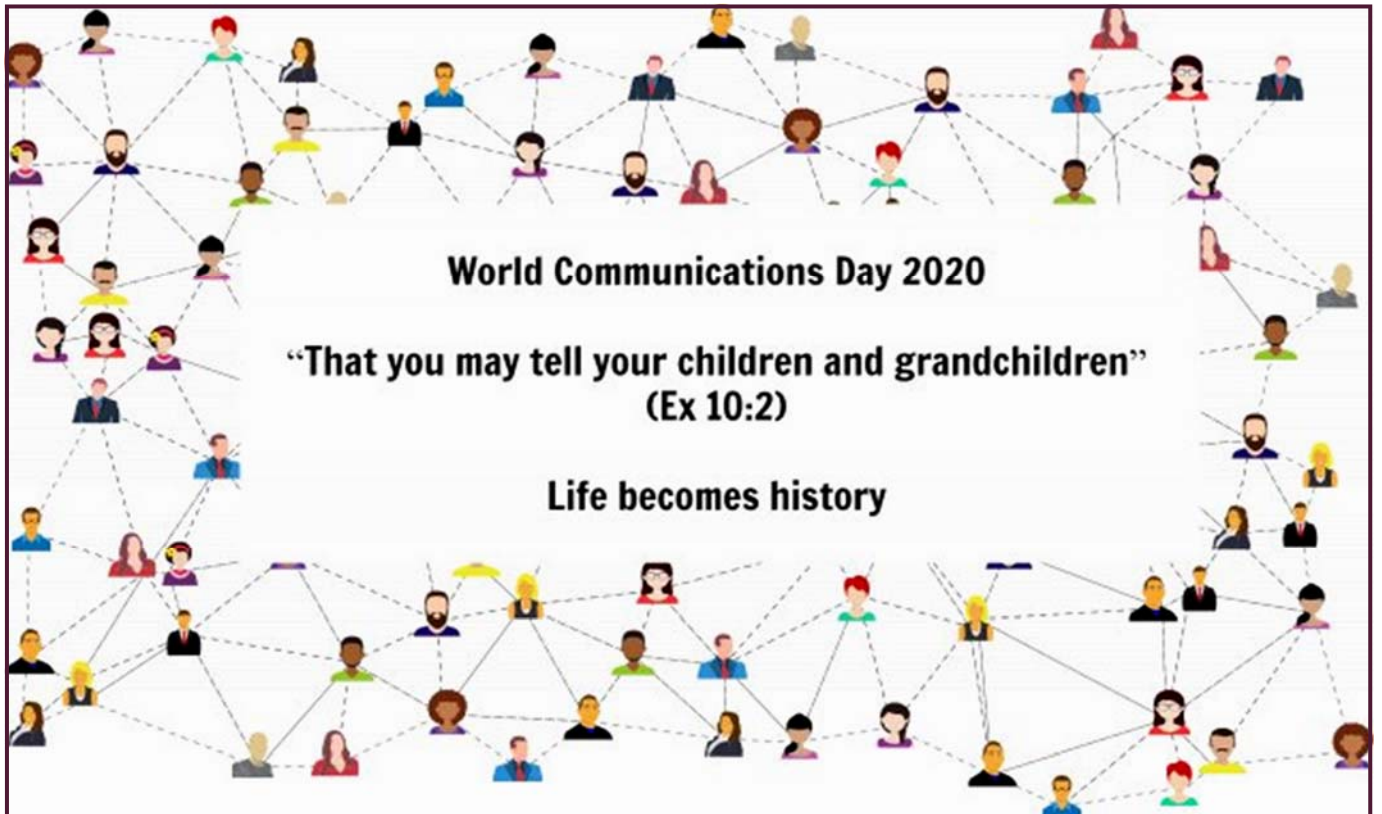 World Communications Day 2020
“That you may tell your children and grandchildren”
(Ex 10:2)
Life becomes history